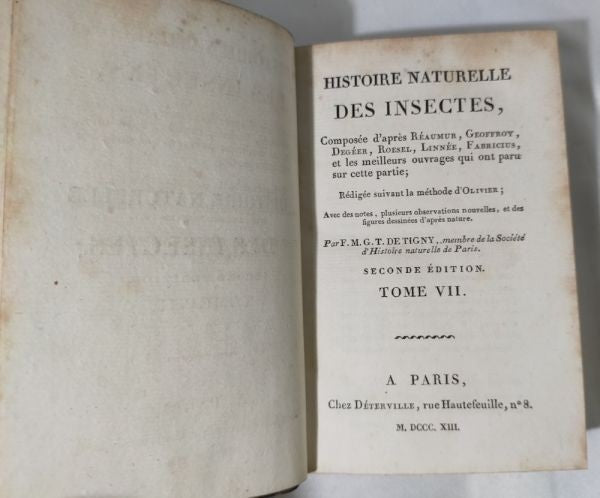 HISTOIRE NATURELLE
DES INSECTES,
Composée d'après RÉAUMUR, GEOFFROY,
DEGÉER, ROESEL, LINNÉE, FABRICIUS,
et les meilleurs ouvrages qui ont paru
sur cette partie;
Rédigée suivant la méthode d'OLIVIER;
Avec des notes, plusieurs observations nouvelles, et des
figures dessinées d'après nature.
Par F. M. G. T. DE TIGNY, membre de la Société
d'Histoire naturelle de Paris.
SECONDE ÉDITION.
TOME VII.
A PARIS,
Chez DÉTERVILLE, rue Hautefeuille, nº 8.
M. DCCC. XIII.